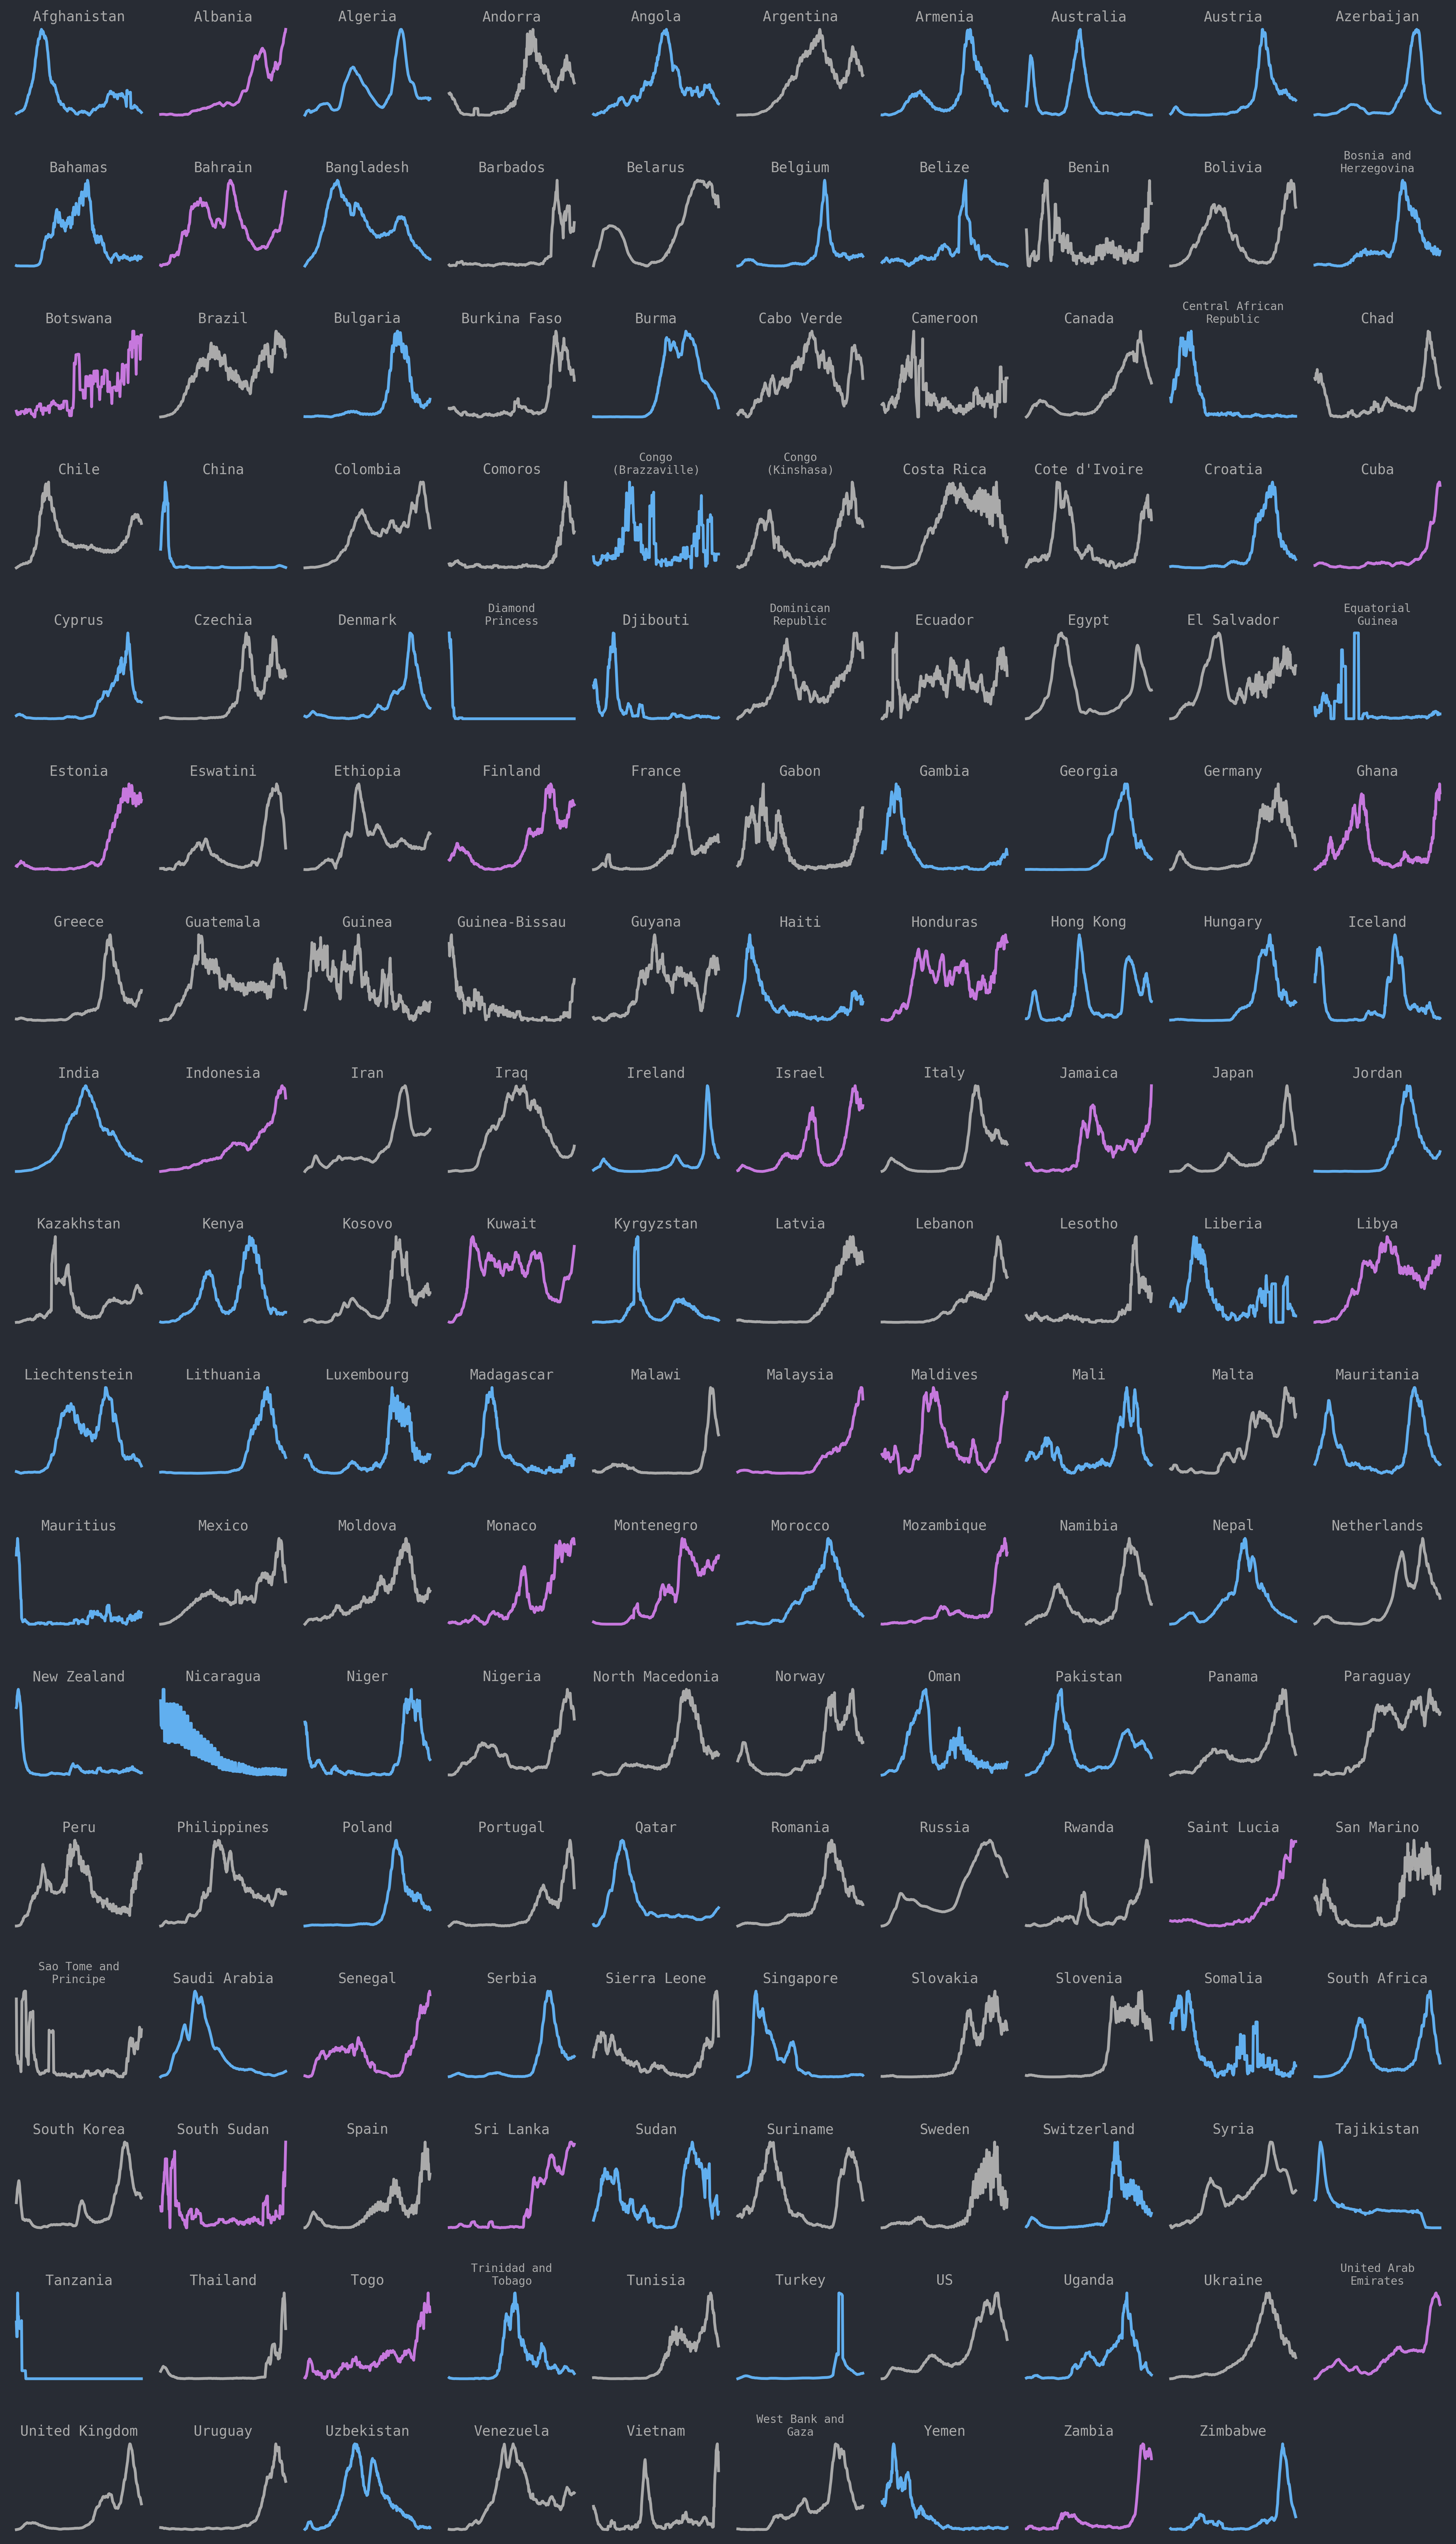 Afghanistan
Albania
Algeria
Andorra
Angola
Argentina
Armenia
Australia
Austria
Azerbaijan
Bahamas
Bahrain
Bangladesh
Barbados
Belarus
Belgium
Belize
Benin
Bolivia
Bosnia and
Herzegovina
Botswana
Brazil
Bulgaria
Burkina Faso
Burma
Cabo Verde
Cameroon
Canada
Central African
Republic
Chad
Chile
China
Colombia
Comoros
Congo
(Brazzaville)
Congo
(Kinshasa)
Costa Rica
Cote d'Ivoire
Croatia
Cuba
Cyprus
Czechia
Denmark
Diamond
Princess
Djibouti
Dominican
Republic
Ecuador
Egypt
El Salvador
Equatorial
Guinea
Estonia
Eswatini
Ethiopia
Finland
France
Gabon
Gambia
Georgia
Germany
Ghana
Greece
Guatemala
Guinea
Guinea-Bissau
Guyana
Haiti
Honduras
Hong Kong
Hungary
Iceland
India
Indonesia
Iran
Iraq
Ireland
Israel
Italy
Jamaica
Japan
Jordan
Kazakhstan
Kenya
Kosovo
Kuwait
Kyrgyzstan
Latvia
Lebanon
Lesotho
Liberia
Libya
Liechtenstein
Lithuania
Luxembourg
Madagascar
Malawi
Malaysia
Maldives
Mali
Malta
Mauritania
Mauritius
Mexico
Moldova
Monaco
Montenegro
Morocco
Mozambique
Namibia
Nepal
Netherlands
New Zealand
Nicaragua
Niger
Nigeria
North Macedonia
Norway
Oman
Pakistan
Panama
Paraguay
Peru
Philippines
Poland
Portugal
Qatar
Romania
Russia
Rwanda
Saint Lucia
San Marino
Sao Tome and
Principe
Saudi Arabia
Senegal
Serbia
Sierra Leone
Singapore
Slovakia
Slovenia
Somalia
South Africa
South Korea
South Sudan
Spain
Sri Lanka
Sudan
Suriname
Sweden
Switzerland
Syria
Tajikistan
Tanzania
Thailand
Togo
Trinidad and
Tobago
Tunisia
Turkey
US
Uganda
Ukraine
United Arab
Emirates
United Kingdom
Uruguay
Uzbekistan
Venezuela
Vietnam
West Bank and
Gaza
Yemen
Zambia
Zimbabwe